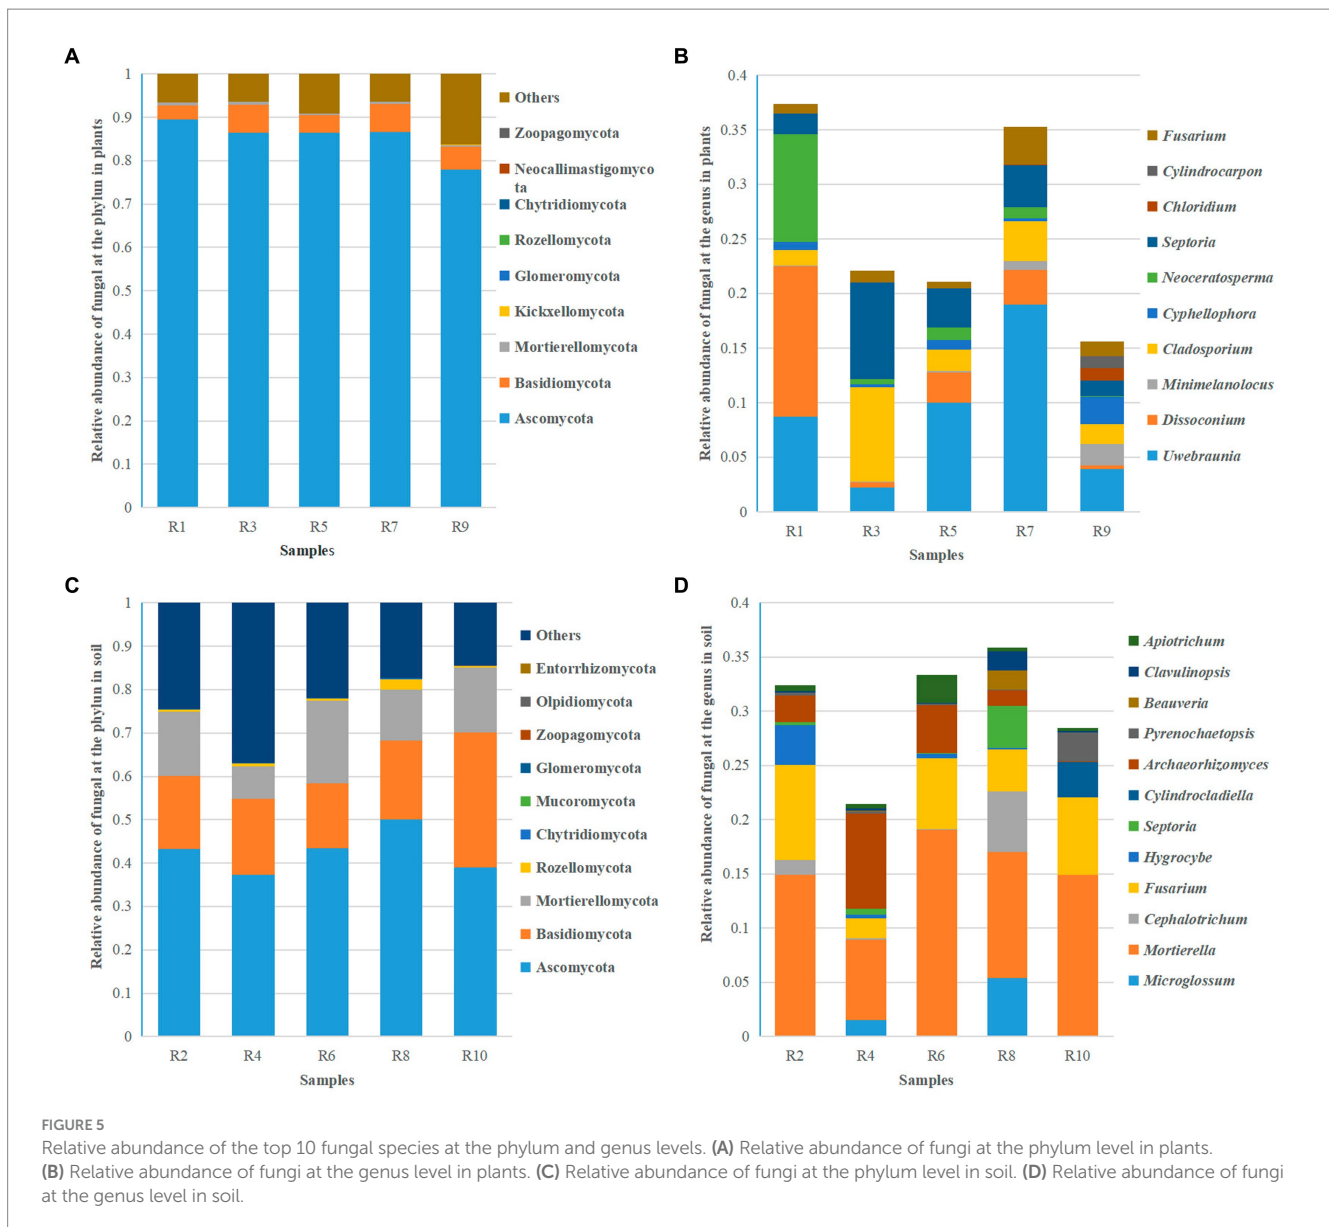 A
Relative abundance of fungal at the phylum in plants
1
0.9
0.8
0.7
0.6
0.5
0.4
0.3
0.2
0.1
0
R1 R3 R5 R7 R9
Samples
Others
Zoopagomycota
Neocallimastigomyco
ta
Chytridiomycota
Rozellomycota
Glomeromycota
Kickxellomycota
Mortierellomycota
Basidiomycota
Ascomycota
B
Relative abundance of fungal at the genus in plants
0.4
0.35
0.3
0.25
0.2
0.15
0.1
0.05
0
R1 R3 R5 R7 R9
Samples
Fusarium
Cylindrocarpon
Chloridium
Septoria
Neoceratosperma
Cyphellophora
Cladosporium
Minimelanolocus
Dissoconium
Uwebraunia
C
Relative abundance of fungal at the phylum in soil
1
0.9
0.8
0.7
0.6
0.5
0.4
0.3
0.2
0.1
0
R2 R4 R6 R8 R10
Samples
Others
Entorrhizomycota
Olpidiomycota
Zoopagomycota
Glomeromycota
Mucoromycota
Chytridiomycota
Rozellomycota
Mortierellomycota
Basidiomycota
Ascomycota
D
Relative abundance of fungal at the genus in soil
0.4
0.35
0.3
0.25
0.2
0.15
0.1
0.05
0
R2 R4 R6 R8 R10
Samples
Apiotrichum
Clavulinopsis
Beauveria
Pyrenochaetopsis
Archaeorhizomyces
Cylindrocladiella
Septoria
Hygrocybe
Fusarium
Cephalotrichum
Mortierella
Microglossum
FIGURE 5
Relative abundance of the top 10 fungal species at the phylum and genus levels. (A) Relative abundance of fungi at the phylum level in plants.
(B) Relative abundance of fungi at the genus level in plants. (C) Relative abundance of fungi at the phylum level in soil. (D) Relative abundance of fungi
at the genus level in soil.